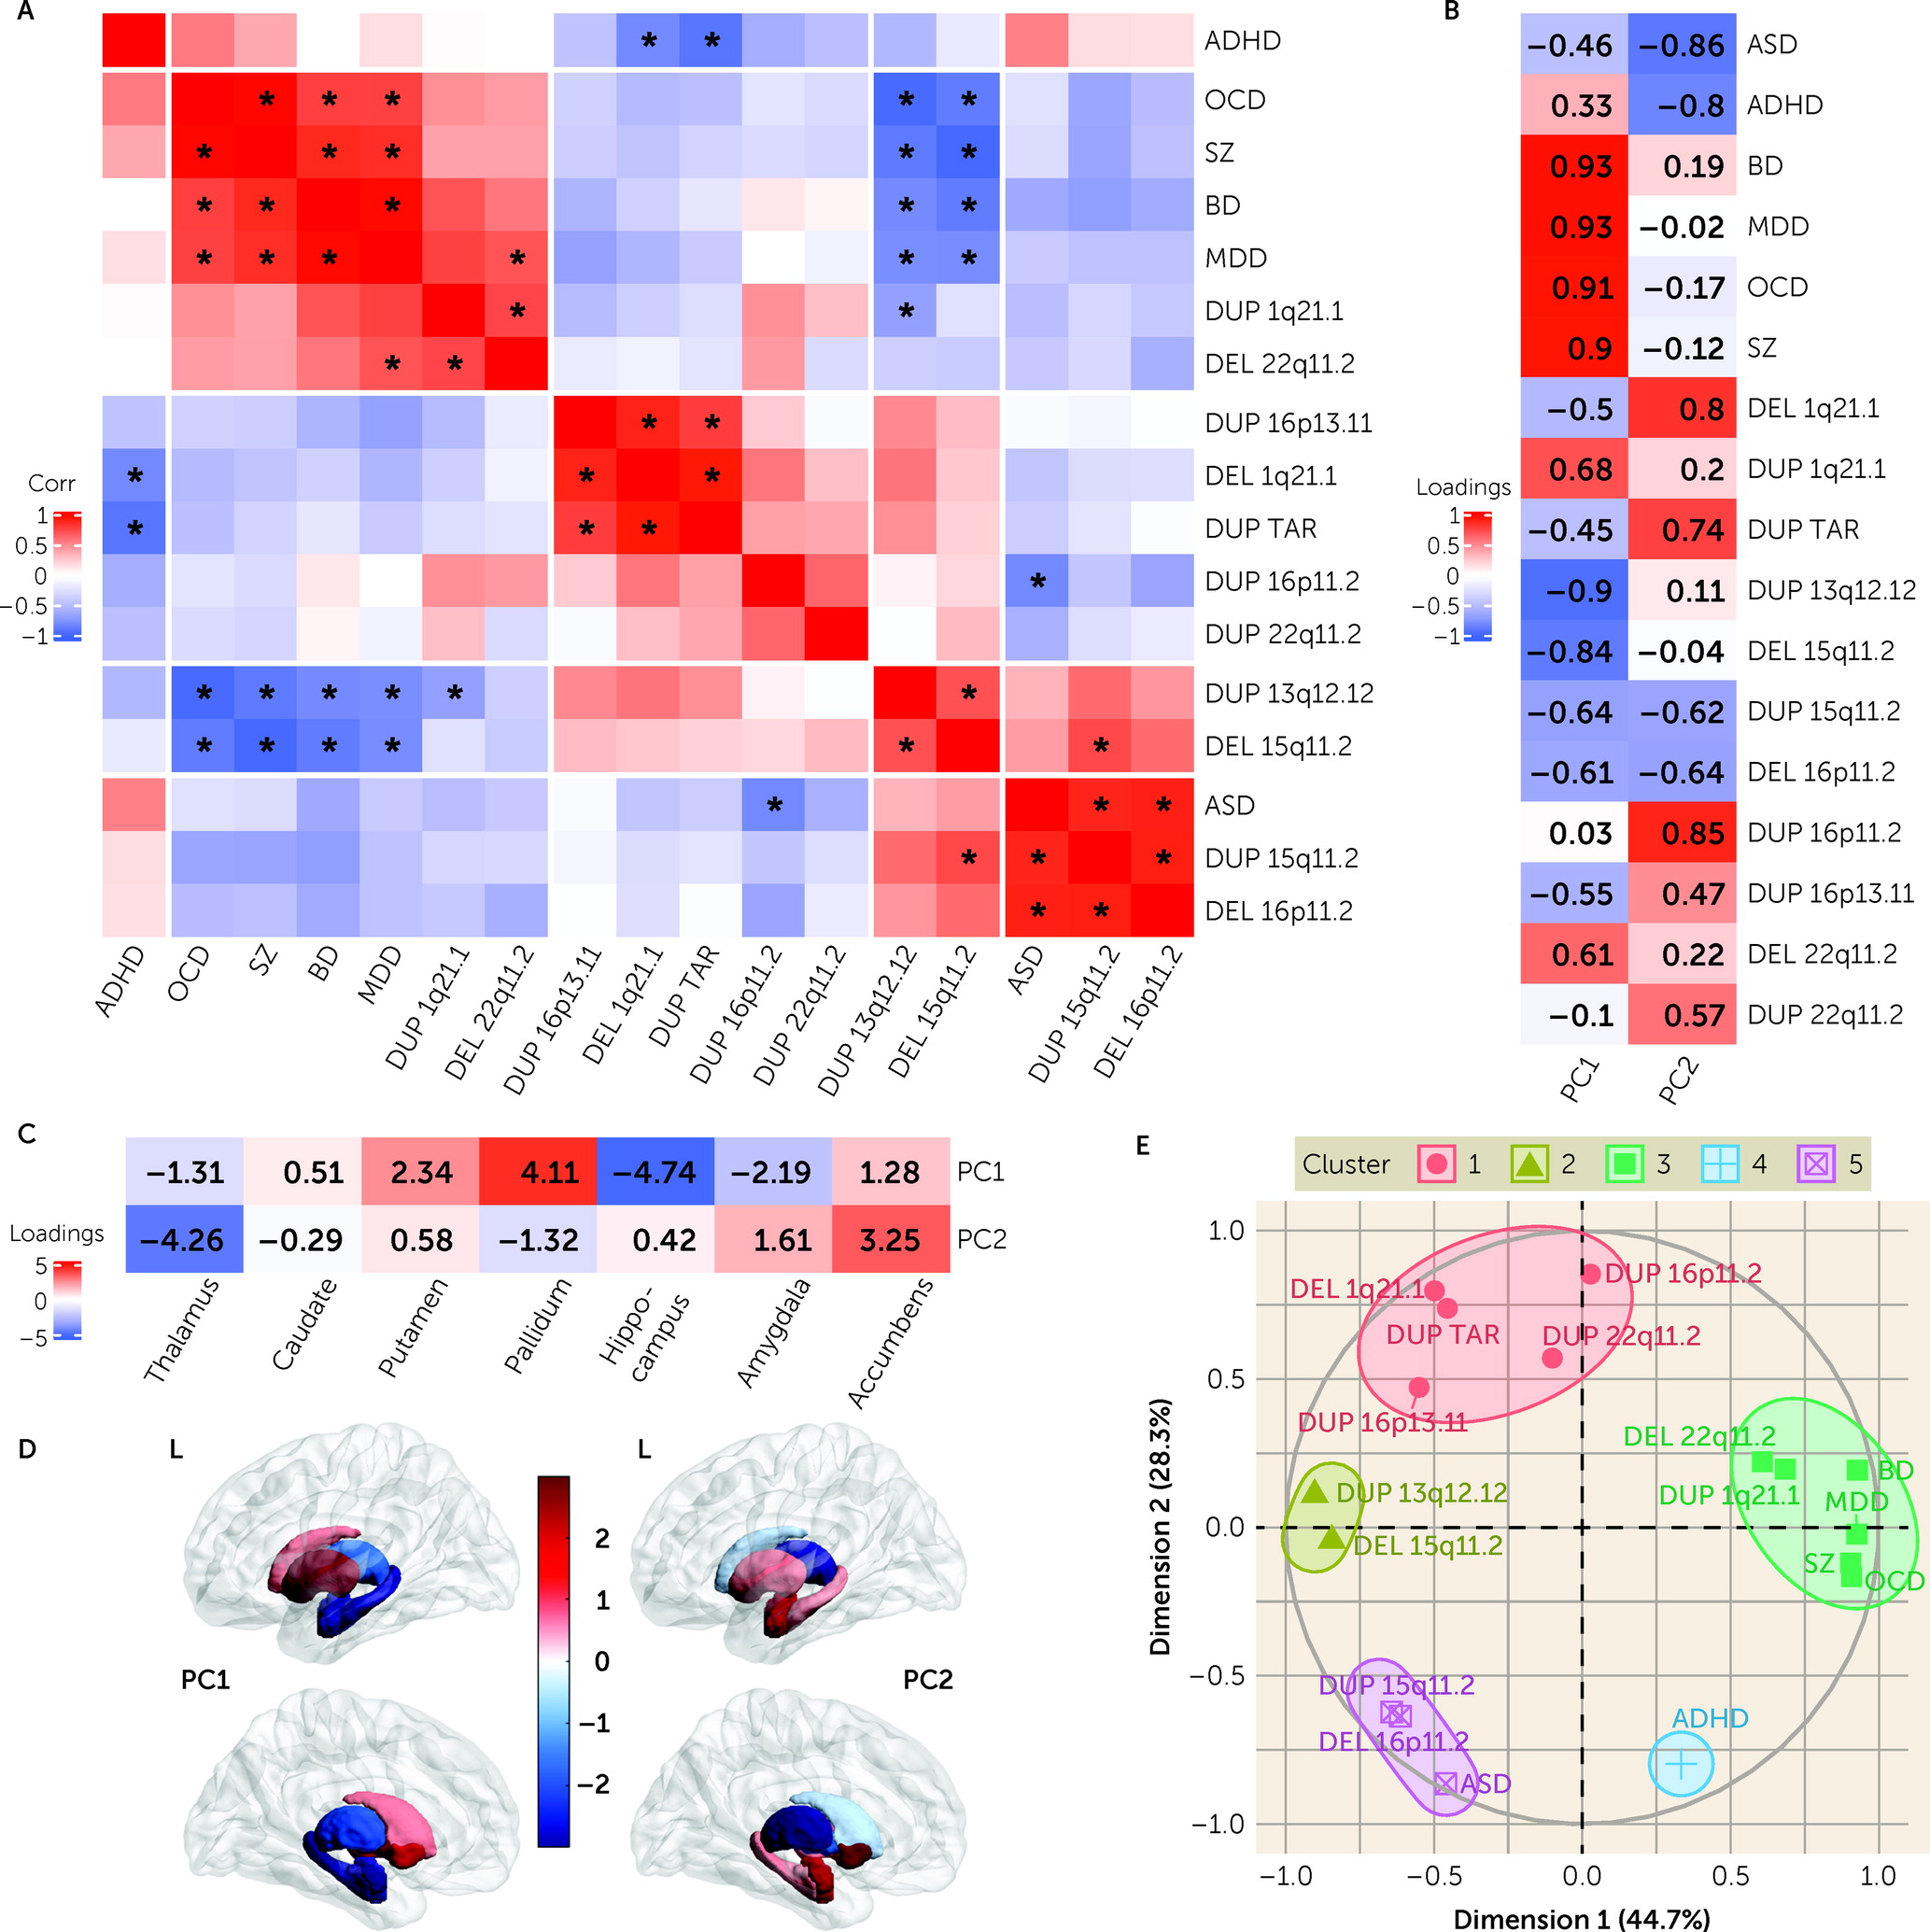 A
ADHD
OCD
SZ
BD
MDD
DUP 1q21.1
DEL 22q11.2
DUP 16p13.11
DEL 1q21.1
DUP TAR
DUP 16p11.2
DUP 22q11.2
DUP 13q12.12
DEL 15q11.2
ASD
DUP 15q11.2
DEL 16p11.2
Corr
1
0.5
0
−0.5
−1
* *
* * * * *
* * * * *
* * * * *
* * * * * *
* *
* *
* *
* * *
* * *
*
* * * * * *
* * * * * *
* * *
* * *
* *
ADHD
OCD
SZ
BD
MDD
DUP 1q21.1
DEL 22q11.2
DUP 16p13.11
DEL 1q21.1
DUP TAR
DUP 16p11.2
DUP 22q11.2
DUP 13q12.12
DEL 15q11.2
ASD
DUP 15q11.2
DEL 16p11.2
B
Loadings
1
0.5
0
−0.5
−1
−0.46 −0.86 ASD
0.33 −0.8 ADHD
0.93 0.19 BD
0.93 −0.02 MDD
0.91 −0.17 OCD
0.9 −0.12 SZ
−0.5 0.8 DEL 1q21.1
0.68 0.2 DUP 1q21.1
−0.45 0.74 DUP TAR
−0.9 0.11 DUP 13q12.12
−0.84 −0.04 DEL 15q11.2
−0.64 −0.62 DUP 15q11.2
−0.61 −0.64 DEL 16p11.2
0.03 0.85 DUP 16p11.2
−0.55 0.47 DUP 16p13.11
0.61 0.22 DEL 22q11.2
−0.1 0.57 DUP 22q11.2
PC1 PC2
C
−1.31 0.51 2.34 4.11 −4.74 −2.19 1.28 PC1
−4.26 −0.29 0.58 −1.32 0.42 1.61 3.25 PC2
Loadings
5
0
−5
Thalamus
Caudate
Putamen
Pallidum
Hippo-
campus
Amygdala
Accumbens
D
L
L
2
1
0
−1
−2
PC1
PC2
E
Cluster 1 2 3 4 5
1.0
0.5
0.0
−0.5
−1.0
Dimension 2 (28.3%)
DEL 1q21.1
DUP 16p11.2
DUP TAR
DUP 22q11.2
DUP 16p13.11
DEL 22q11.2
BD
DUP 13q12.12
DUP 1q21.1
MDD
DEL 15q11.2
SZ
OCD
DUP 15q11.2
DEL 16p11.2
ADHD
ASD
−1.0 −0.5 0.0 0.5 1.0
Dimension 1 (44.7%)